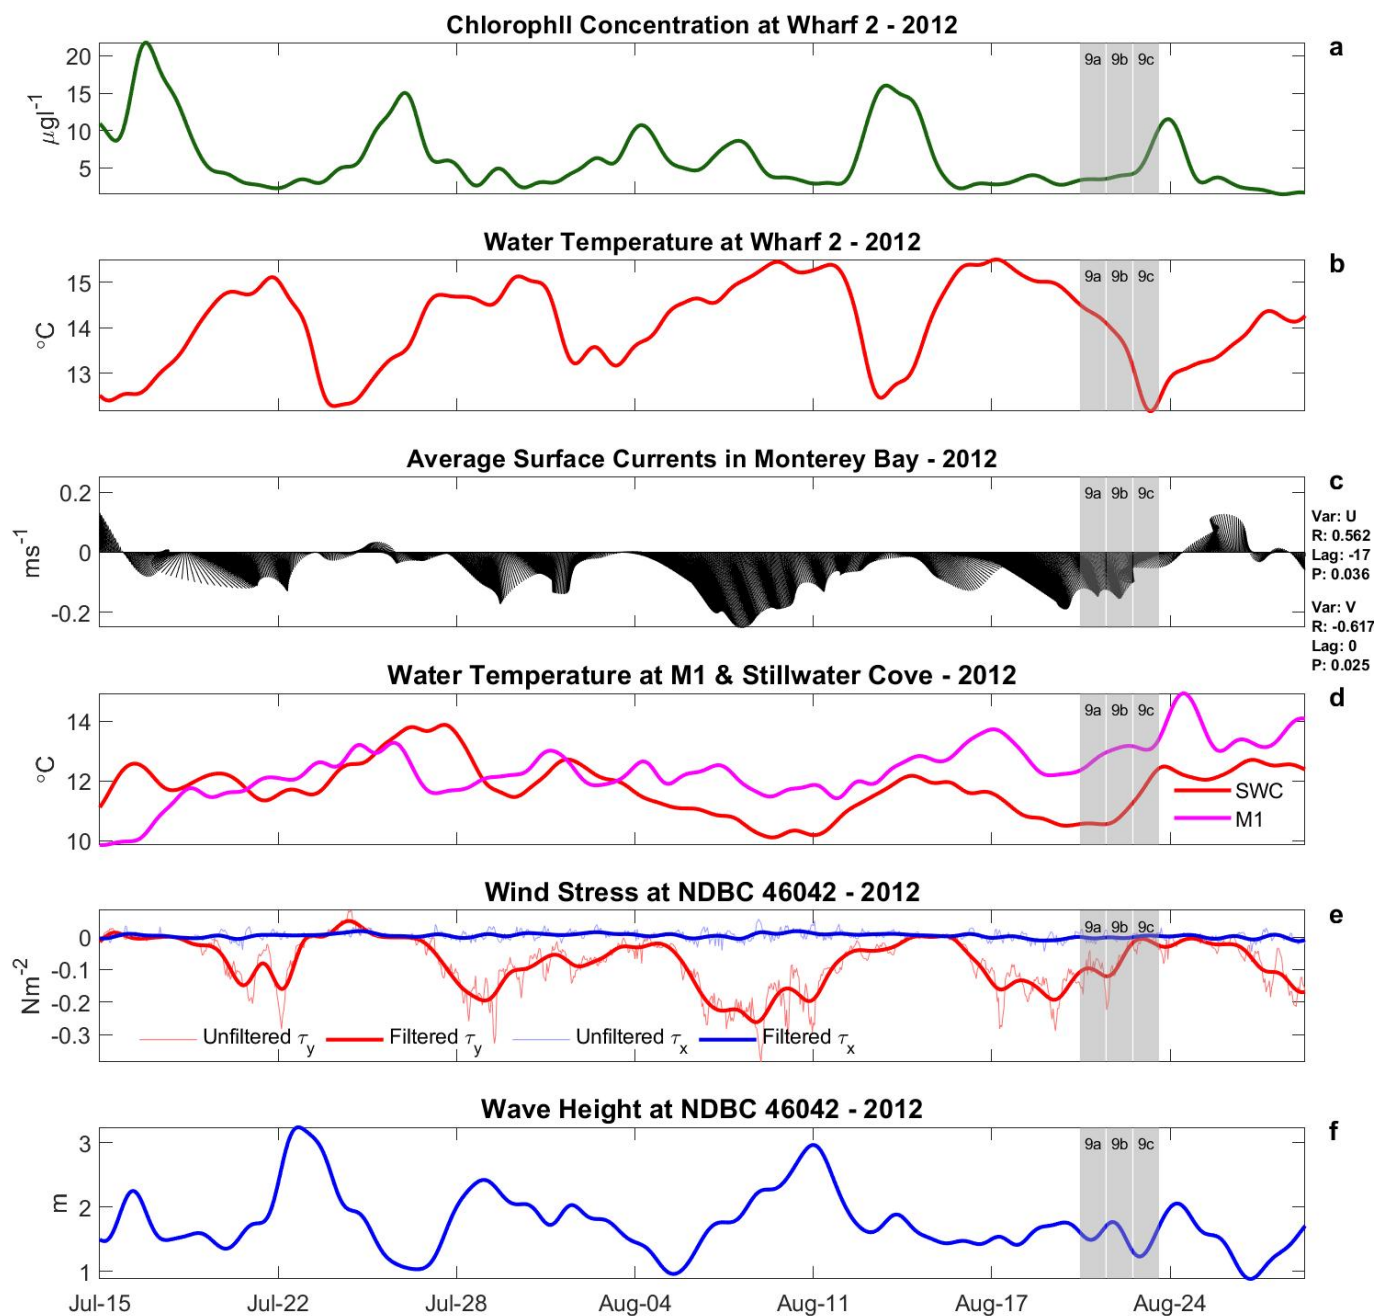 Chlorophll Concentration at Wharf 2 - 2012
a
20
15
10
5
µgl-1
9a 9b 9c
Water Temperature at Wharf 2 - 2012
b
15
14
13
°C
9a 9b 9c
Average Surface Currents in Monterey Bay - 2012
c
0.2
0
-0.2
ms-1
9a 9b 9c
Var: U
R: 0.562
Lag: -17
P: 0.036
Var: V
R: -0.617
Lag: 0
P: 0.025
Water Temperature at M1 & Stillwater Cove - 2012
d
14
12
10
°C
9a 9b 9c
SWC
M1
Wind Stress at NDBC 46042 - 2012
e
0
-0.1
-0.2
-0.3
Nm-2
9a 9b 9c
Unfiltered τy Filtered τy Unfiltered τx Filtered τx
Wave Height at NDBC 46042 - 2012
f
3
2
1
m
9a 9b 9c
Jul-15 Jul-22 Jul-28 Aug-04 Aug-11 Aug-17 Aug-24